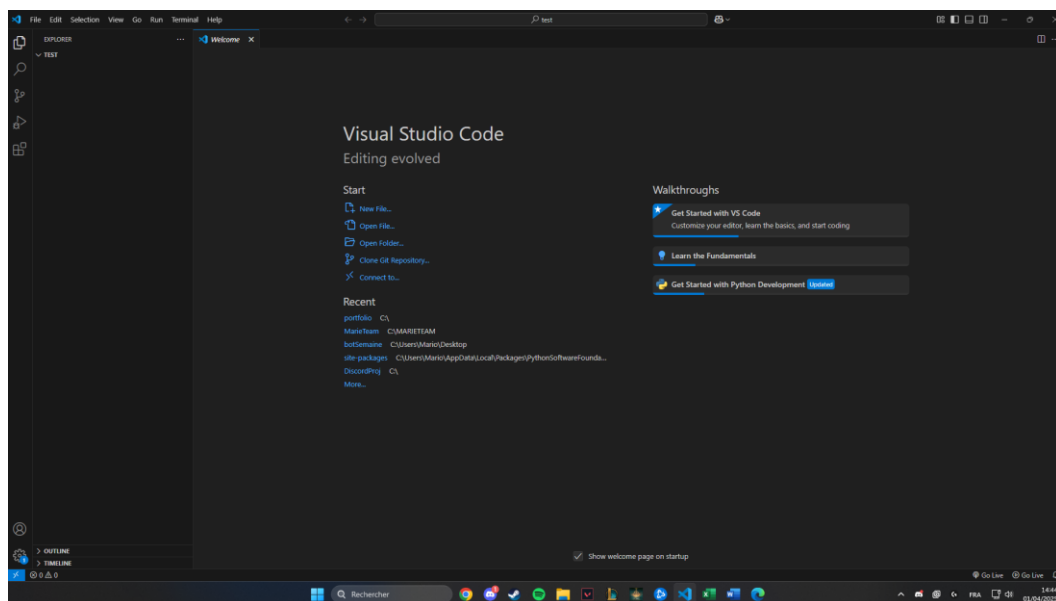 File Edit Selection View Go Run Terminal Help
test
EXPLORER
Welcome
TEST
Visual Studio Code
Editing evolved
Start
New File...
Open File...
Open Folder...
Clone Git Repository...
Connect to...
Recent
portfolio C:\
MarieTeam C:\MARIETEAM
botSemaine C:\Users\Mario\Desktop
site-packages C:\Users\Mario\AppData\Local\Packages\PythonSoftwareFounda...
DiscordProj C:\
More...
Walkthroughs
Get Started with VS Code
Customize your editor, learn the basics, and start coding
Learn the Fundamentals
Get Started with Python Development Updated
OUTLINE
TIMELINE
Show welcome page on startup
0 0
Go Live Go Live
Rechercher
FRA